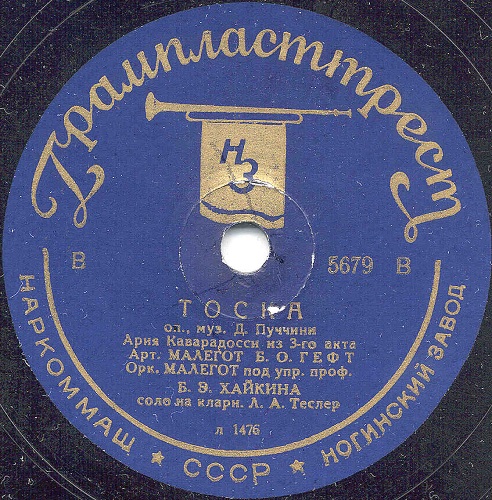 Грампласттрест
НЗ
В
5679 В
ТОСКА
оп., муз. Д. Пуччини
Ария Каварадосси из 3-го акта
Арт. МАЛЕГОТ Б. О. ГЕФТ
Орк. МАЛЕГОТ под упр. проф.
Б. Э. ХАЙКИНА
соло на кларн. Л. А. Теслер
л 1476
НАРКОММАШ ★ СССР ★ НОГИНСКИЙ ЗАВОД